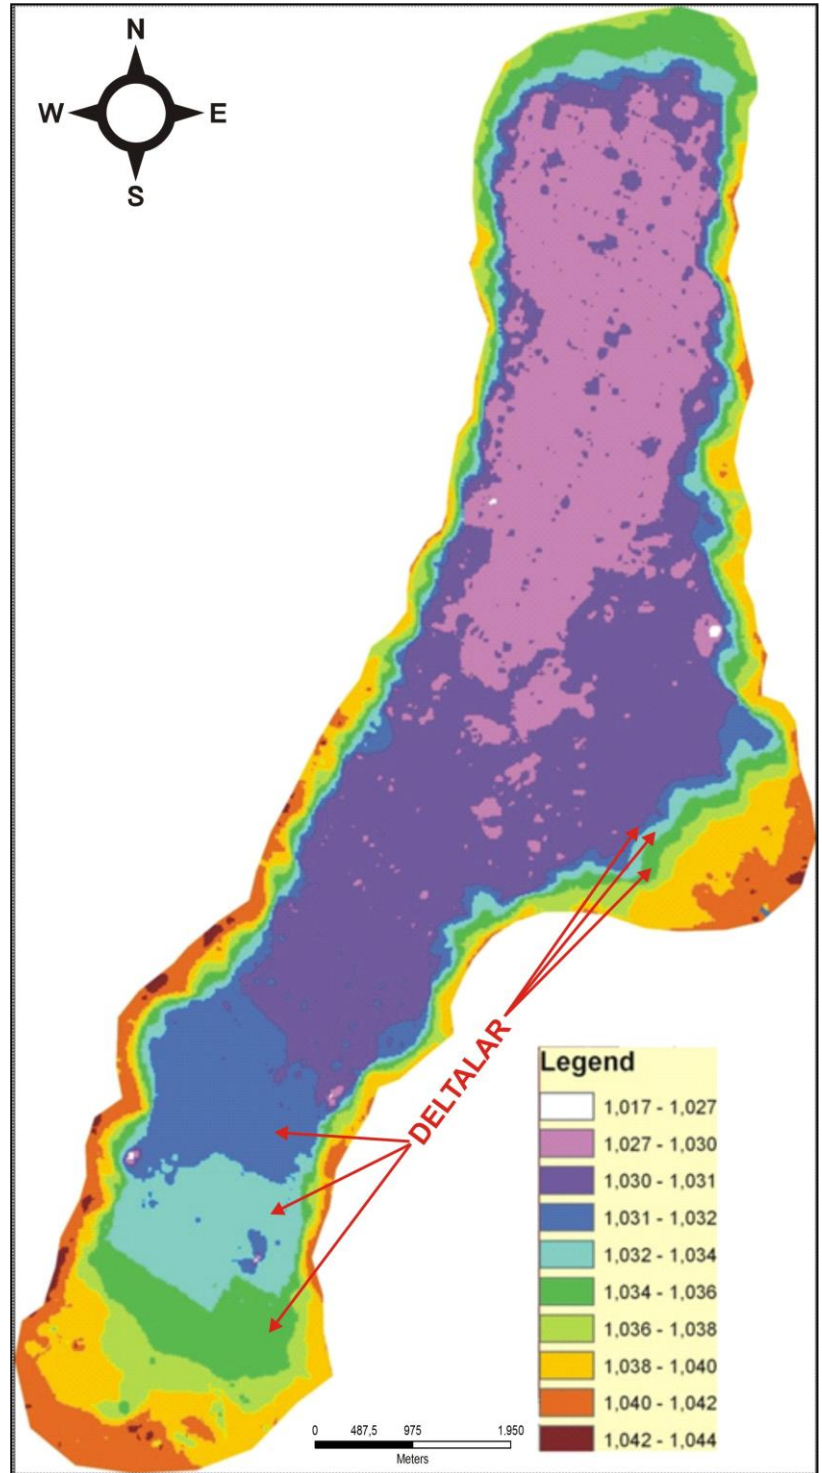 N
W E
S
DELTALAR
Legend
1,017 - 1,027
1,027 - 1,030
1,030 - 1,031
1,031 - 1,032
1,032 - 1,034
1,034 - 1,036
1,036 - 1,038
1,038 - 1,040
1,040 - 1,042
1,042 - 1,044
0 487,5 975 1.950
Meters